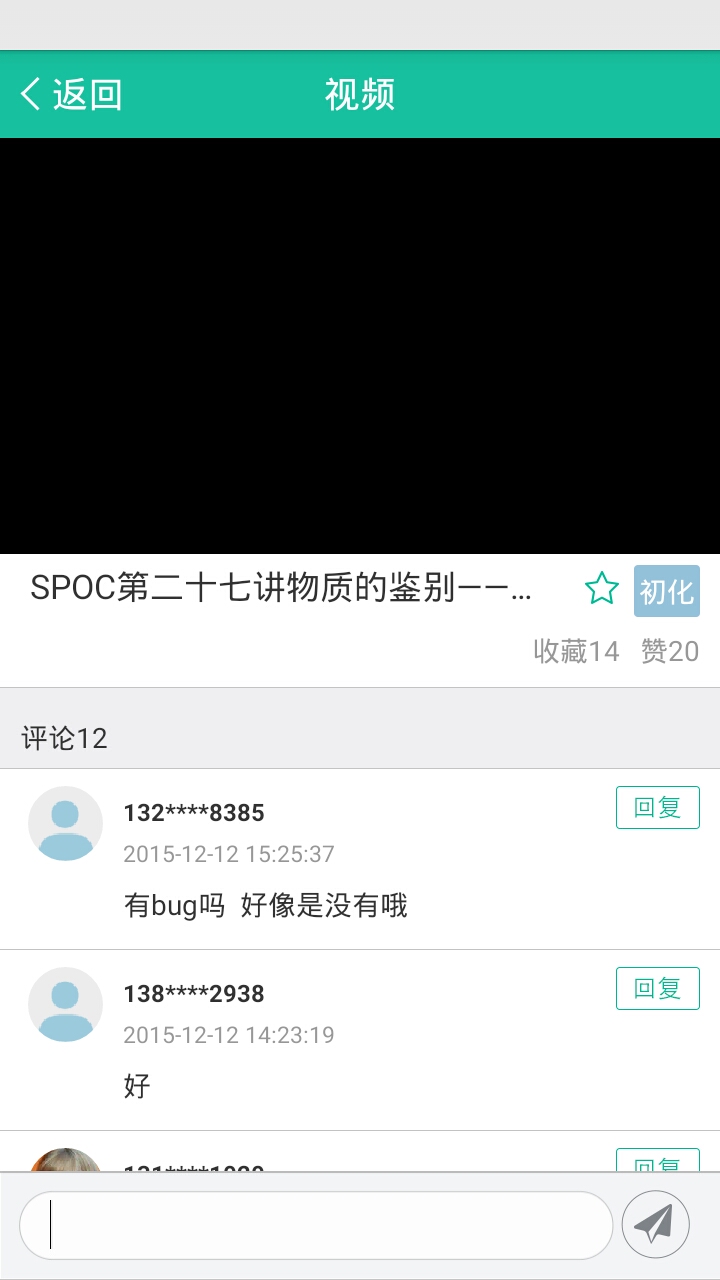 返回
视频
SPOC第二十七讲物质的鉴别——...
初化
收藏14 赞20
评论12
132****8385
回复
2015-12-12 15:25:37
有bug吗 好像是没有哦
138****2938
回复
2015-12-12 14:23:19
好
回复